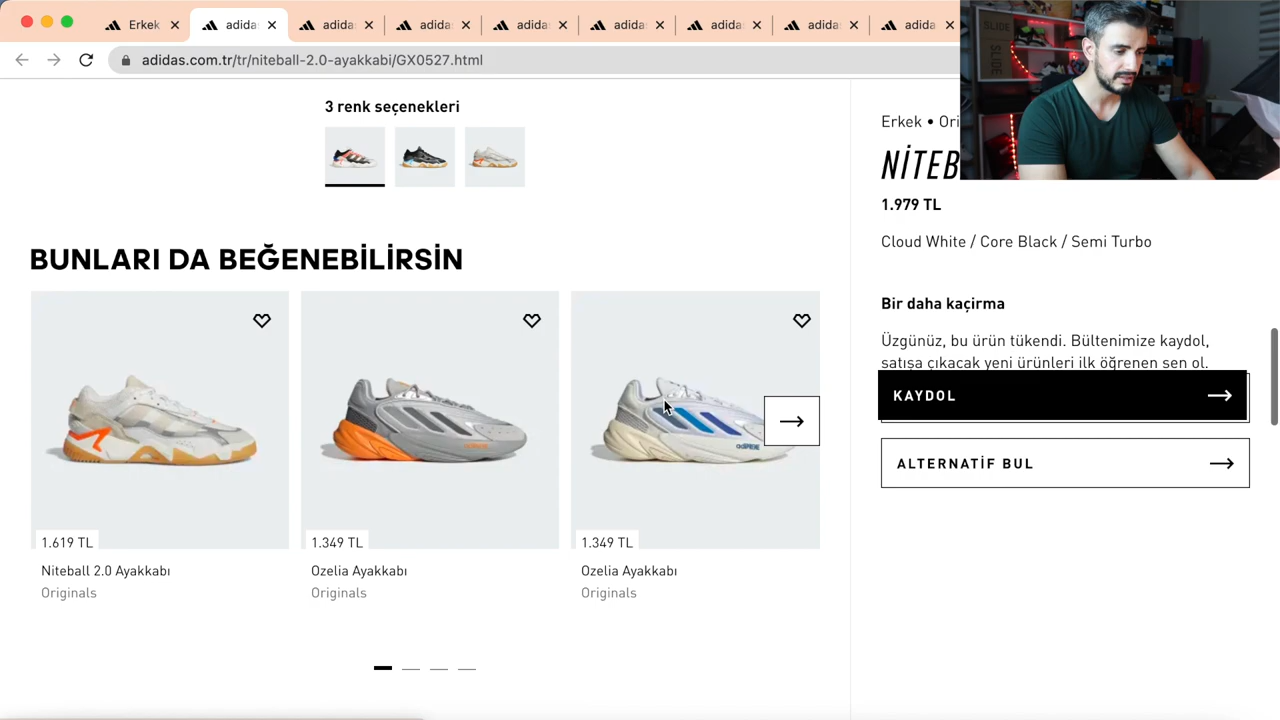 Erkek
adidas
adidas
adidas
adidas
adidas
adidas
adidas
adidas
adidas.com.tr/tr/niteball-2.0-ayakkabi/GX0527.html
3 renk seçenekleri
BUNLARI DA BEĞENEBİLİRSİN
1.619 TL
Niteball 2.0 Ayakkabı
Originals
1.349 TL
Ozelia Ayakkabı
Originals
1.349 TL
Ozelia Ayakkabı
Originals
Erkek • Ori
NİTEB
1.979 TL
Cloud White / Core Black / Semi Turbo
Bir daha kaçirma
Üzgünüz, bu ürün tükendi. Bültenimize kaydol,
satışa çıkacak yeni ürünleri ilk öğrenen sen ol.
KAYDOL
ALTERNATİF BUL
SLIDE
SLIDE